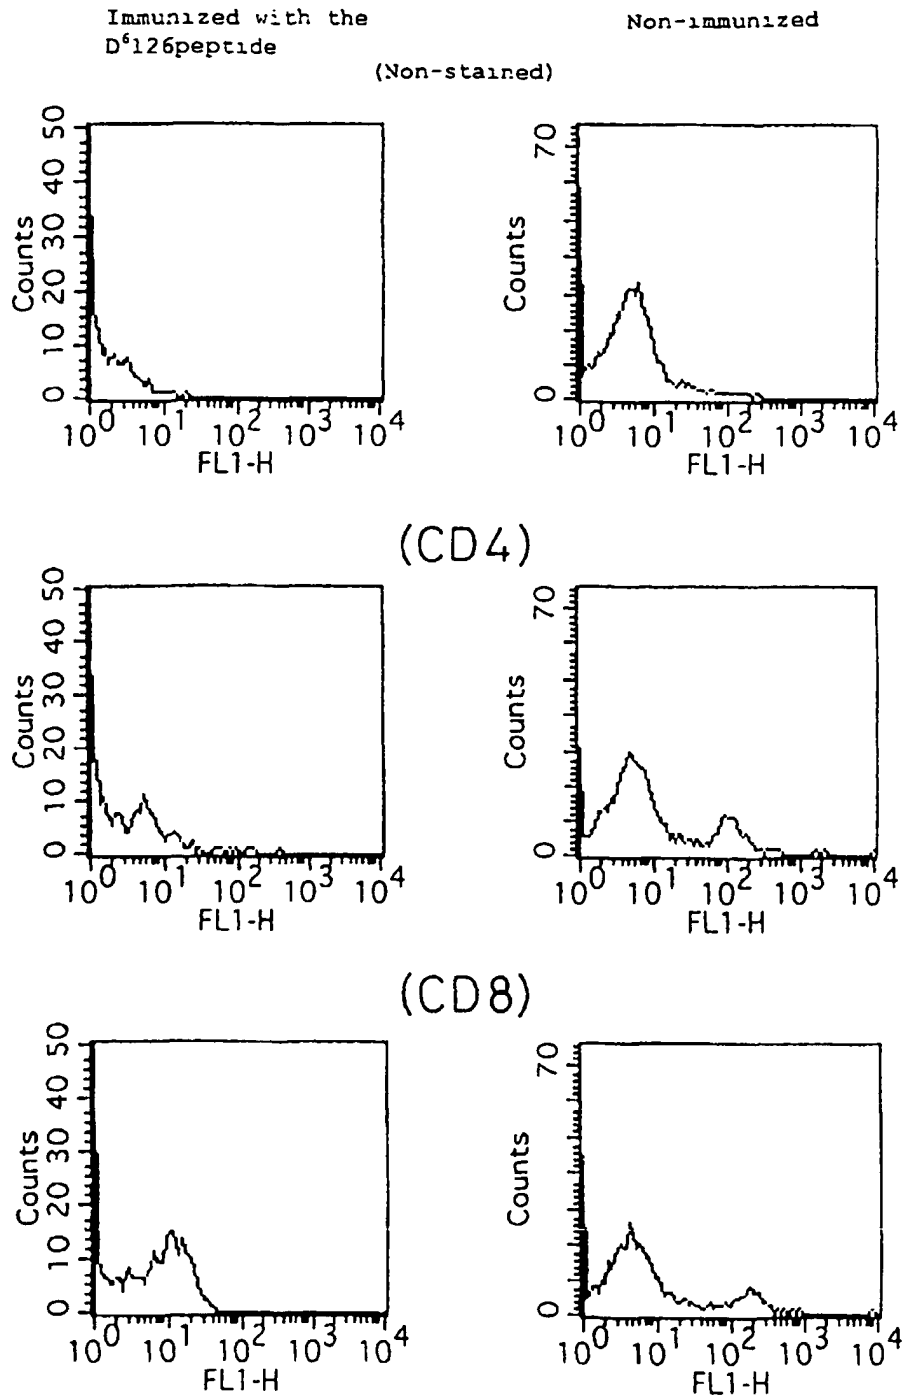 Immunized with the
D⁶126peptide
Non-immunized
(Non-stained)
50
40
30
20
10
0
Counts
10⁰ 10¹ 10² 10³ 10⁴
FL1-H
70
0
Counts
10⁰ 10¹ 10² 10³ 10⁴
FL1-H
(CD4)
50
40
30
20
10
0
Counts
10⁰ 10¹ 10² 10³ 10⁴
FL1-H
70
0
Counts
10⁰ 10¹ 10² 10³ 10⁴
FL1-H
(CD8)
50
40
30
20
10
0
Counts
10⁰ 10¹ 10² 10³ 10⁴
FL1-H
70
0
Counts
10⁰ 10¹ 10² 10³ 10⁴
FL1-H